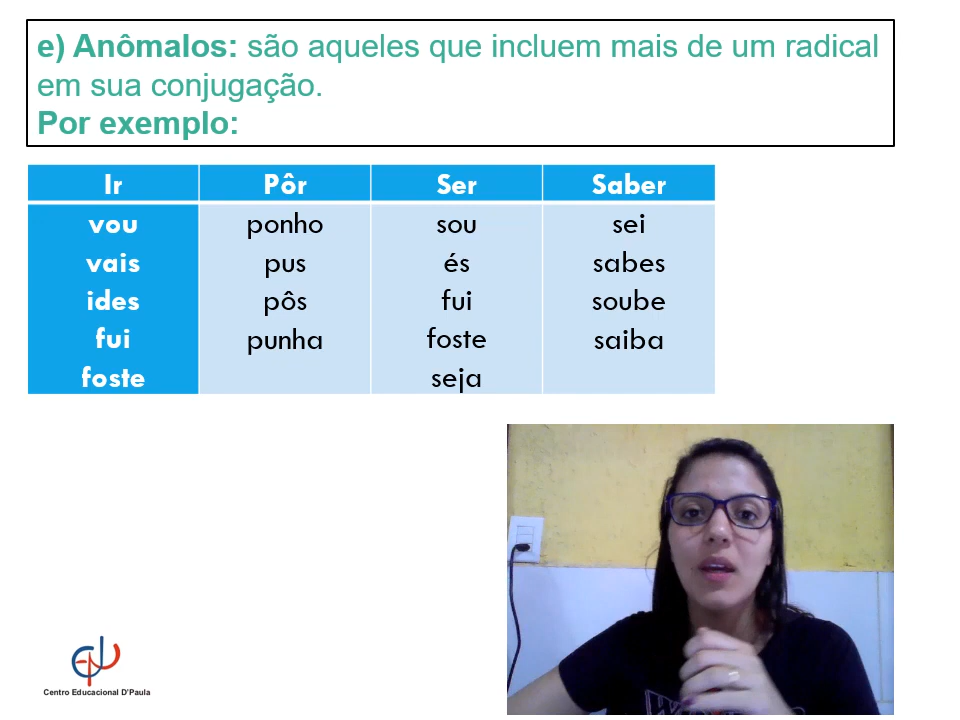 e) Anômalos: são aqueles que incluem mais de um radical
em sua conjugação.
Por exemplo:
Ir Pôr Ser Saber
vou ponho sou sei
vais pus és sabes
ides pôs fui soube
fui punha foste saiba
foste seja
Centro Educacional D'Paula